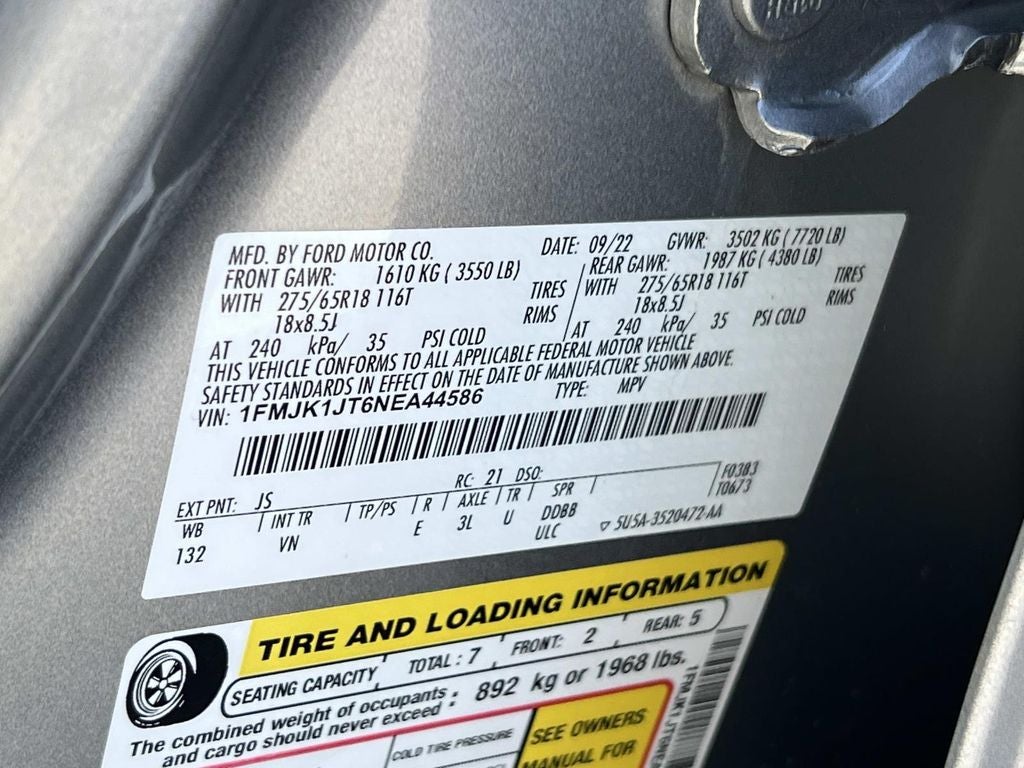 MFD. BY FORD MOTOR CO. DATE: 09/22 GVWR: 3502 KG ( 7720 LB)
FRONT GAWR: 1610 KG ( 3550 LB) REAR GAWR: 1987 KG ( 4380 LB)
WITH 275/65R18 116T TIRES WITH 275/65R18 116T TIRES
18x8.5J RIMS 18x8.5J RIMS
AT 240 kPa/ 35 PSI COLD AT 240 kPa/ 35 PSI COLD
THIS VEHICLE CONFORMS TO ALL APPLICABLE FEDERAL MOTOR VEHICLE
SAFETY STANDARDS IN EFFECT ON THE DATE OF MANUFACTURE SHOWN ABOVE.
VIN: 1FMJK1JT6NEA44586 TYPE: MPV
EXT PNT: JS RC: 21 DSO: F0383
WB INT TR TP/PS R AXLE TR SPR T0673
132 VN E 3L U DDBB
ULC 5U5A-3520472-AA
TIRE AND LOADING INFORMATION
SEATING CAPACITY TOTAL : 7 FRONT: 2 REAR: 5
The combined weight of occupants
and cargo should never exceed : 892 kg or 1968 lbs.
COLD TIRE PRESSURE SEE OWNERS
MANUAL FOR